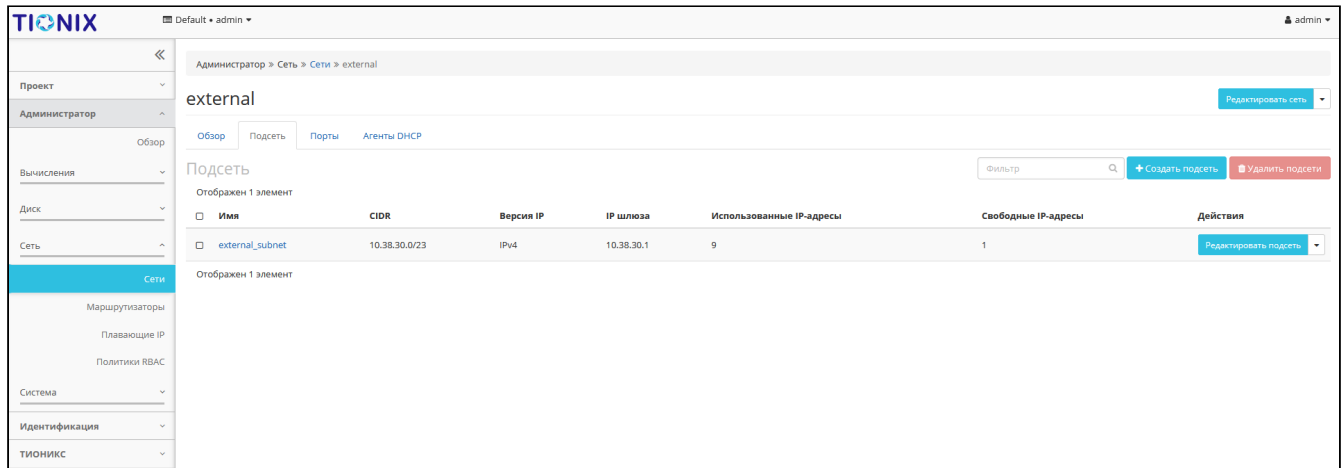 TIONIX Default • admin admin
Администратор » Сеть » Сети » external
Проект
external Редактировать сеть
Администратор
Обзор Подсеть Порты Агенты DHCP
Обзор
Подсеть Фильтр +Создать подсеть Удалить подсети
Вычисления
Отображен 1 элемент
Диск
Имя CIDR Версия IP IP шлюза Использованные IP-адреса Свободные IP-адреса Действия
Сеть
external_subnet 10.38.30.0/23 IPv4 10.38.30.1 9 1 Редактировать подсеть
Отображен 1 элемент
Сети
Маршрутизаторы
Плавающие IP
Политики RBAC
Система
Идентификация
ТИОНИКС